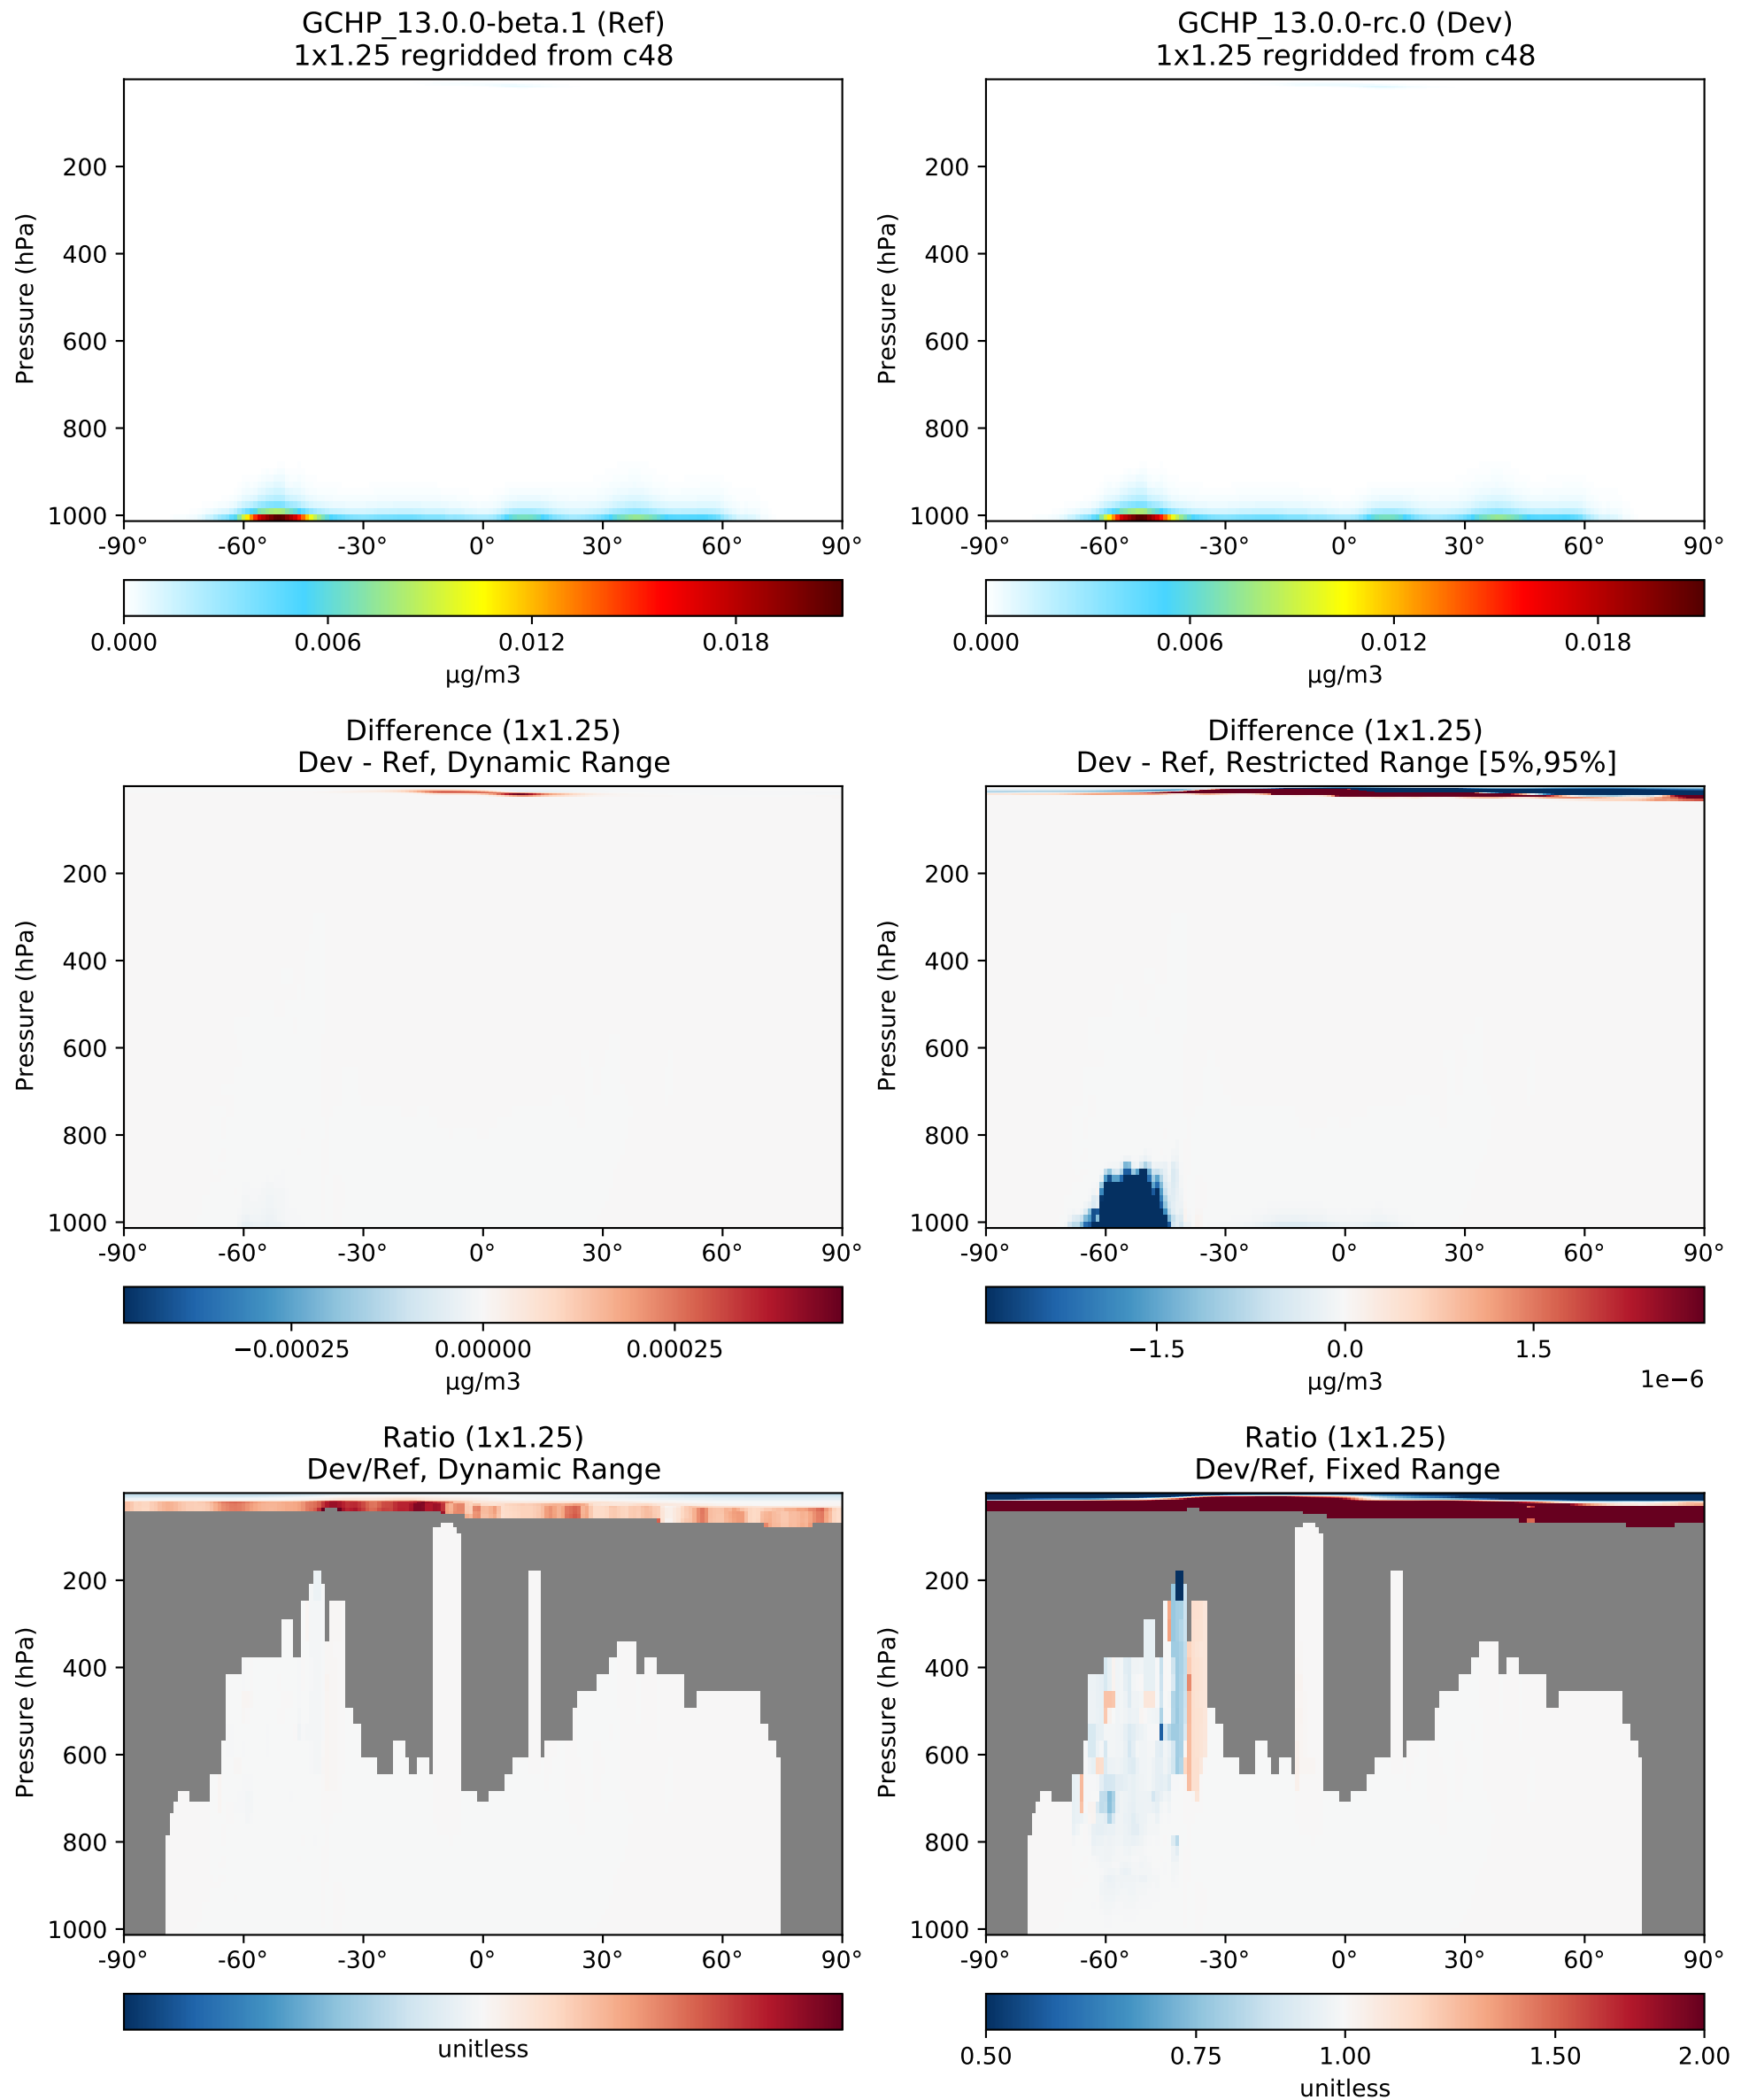 GCHP_13.0.0-beta.1 (Ref)
1x1.25 regridded from c48
GCHP_13.0.0-rc.0 (Dev)
1x1.25 regridded from c48
Pressure (hPa)
200
400
600
800
1000
-90° -60° -30° 0° 30° 60° 90°
0.000 0.006 0.012 0.018
µg/m3
Pressure (hPa)
200
400
600
800
1000
-90° -60° -30° 0° 30° 60° 90°
0.000 0.006 0.012 0.018
µg/m3
Difference (1x1.25)
Dev - Ref, Dynamic Range
Pressure (hPa)
200
400
600
800
1000
-90° -60° -30° 0° 30° 60° 90°
−0.00025 0.00000 0.00025
µg/m3
Difference (1x1.25)
Dev - Ref, Restricted Range [5%,95%]
Pressure (hPa)
200
400
600
800
1000
-90° -60° -30° 0° 30° 60° 90°
−1.5 0.0 1.5
µg/m3
1e−6
Ratio (1x1.25)
Dev/Ref, Dynamic Range
Pressure (hPa)
200
400
600
800
1000
-90° -60° -30° 0° 30° 60° 90°
unitless
Ratio (1x1.25)
Dev/Ref, Fixed Range
Pressure (hPa)
200
400
600
800
1000
-90° -60° -30° 0° 30° 60° 90°
0.50 0.75 1.00 1.50 2.00
unitless